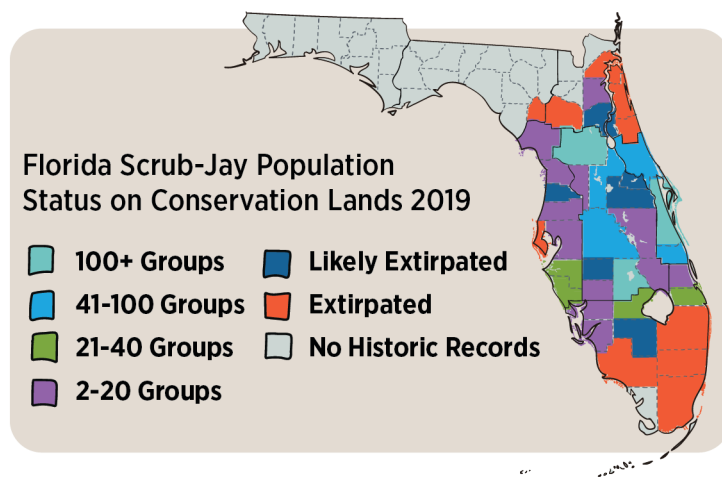 Florida Scrub-Jay Population
Status on Conservation Lands 2019
100+ Groups
41-100 Groups
21-40 Groups
2-20 Groups
Likely Extirpated
Extirpated
No Historic Records